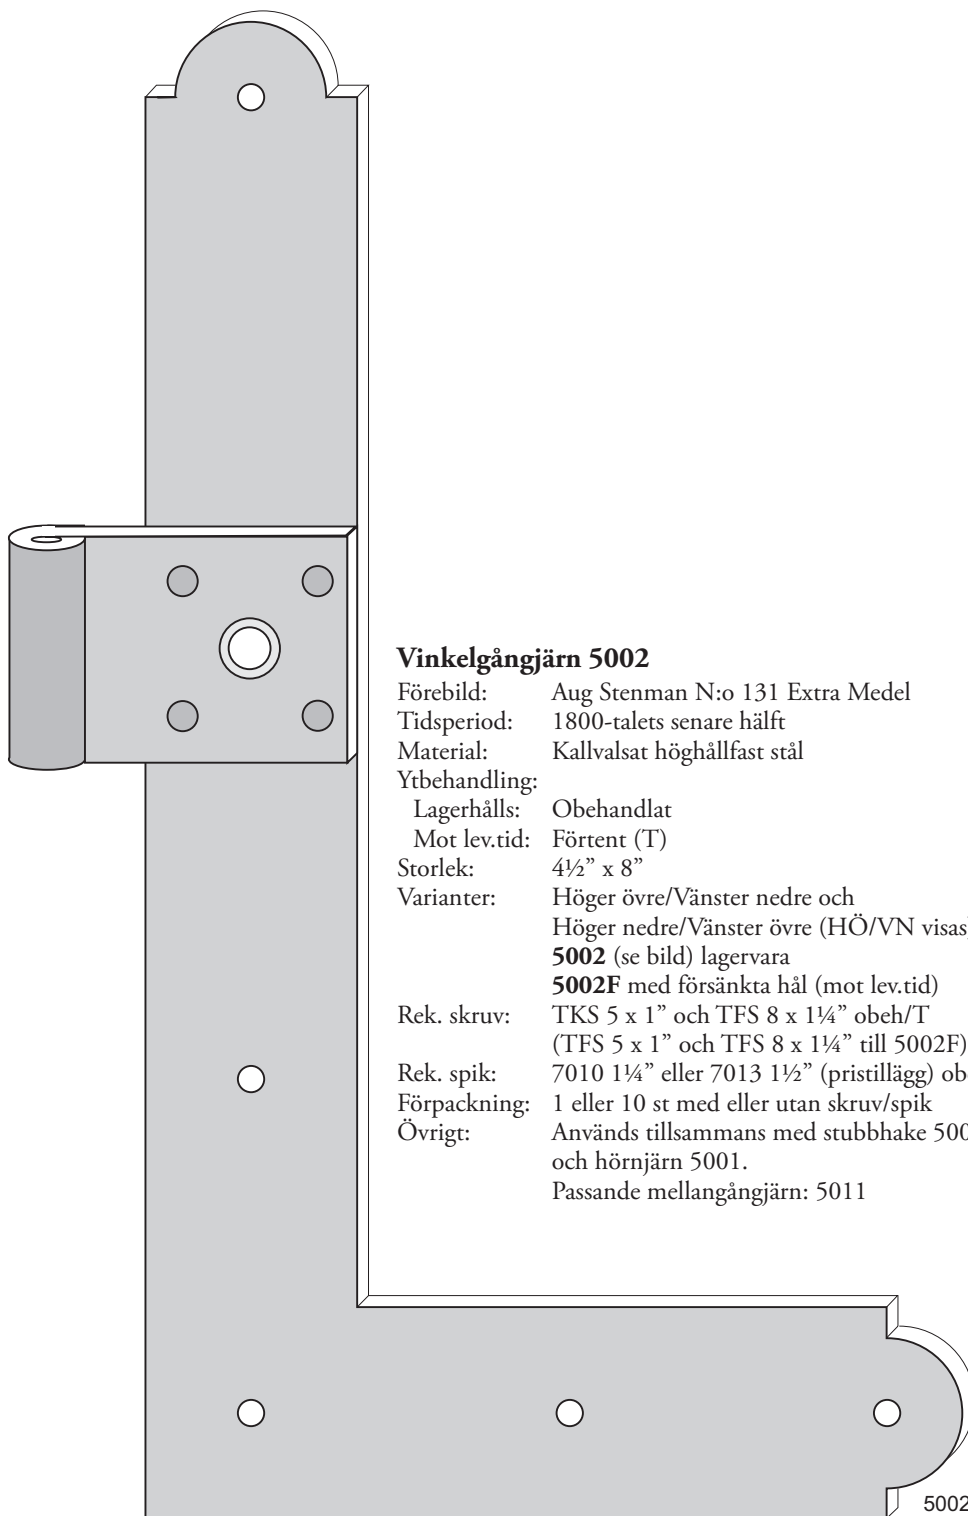 Vinkelgångjärn 5002
Förebild: Aug Stenman N:o 131 Extra Medel
Tidsperiod: 1800-talets senare hälft
Material: Kallvalsat höghållfast stål
Ytbehandling:
Lagerhålls: Obehandlat
Mot lev.tid: Förtent (T)
Storlek: 4½” x 8”
Varianter: Höger övre/Vänster nedre och
Höger nedre/Vänster övre (HÖ/VN visas)
5002 (se bild) lagervara
5002F med försänkta hål (mot lev.tid)
Rek. skruv: TKS 5 x 1” och TFS 8 x 1¼” obeh/T
(TFS 5 x 1” och TFS 8 x 1¼” till 5002F)
Rek. spik: 7010 1¼” eller 7013 1½” (pristillägg)
Förpackning: 1 eller 10 st med eller utan skruv/spik
Övrigt: Används tillsammans med stubbhake
och hörnjärn 5001.
Passande mellangångjärn: 5011
5002